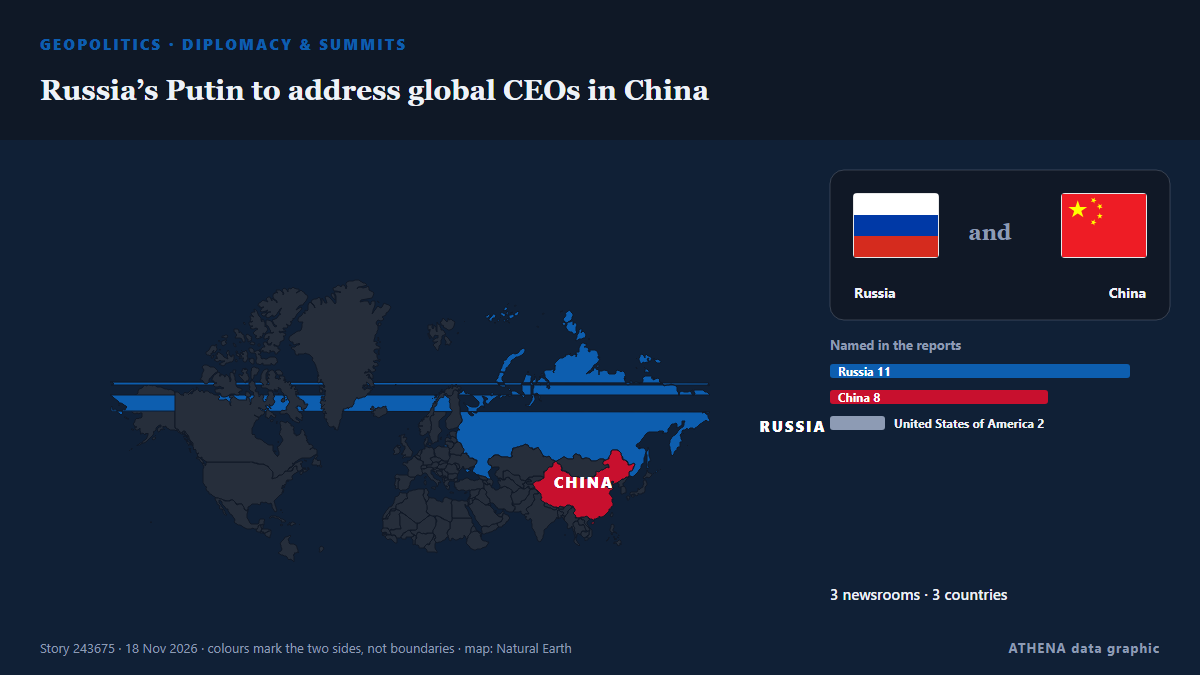 GEOPOLITICS · DIPLOMACY & SUMMITS
Russia’s Putin to address global CEOs in China
and
Russia
China
Named in the reports
Russia 11
China 8
United States of America 2
RUSSIA
CHINA
3 newsrooms · 3 countries
Story 243675 · 18 Nov 2026 · colours mark the two sides, not boundaries · map: Natural Earth
ATHENA data graphic